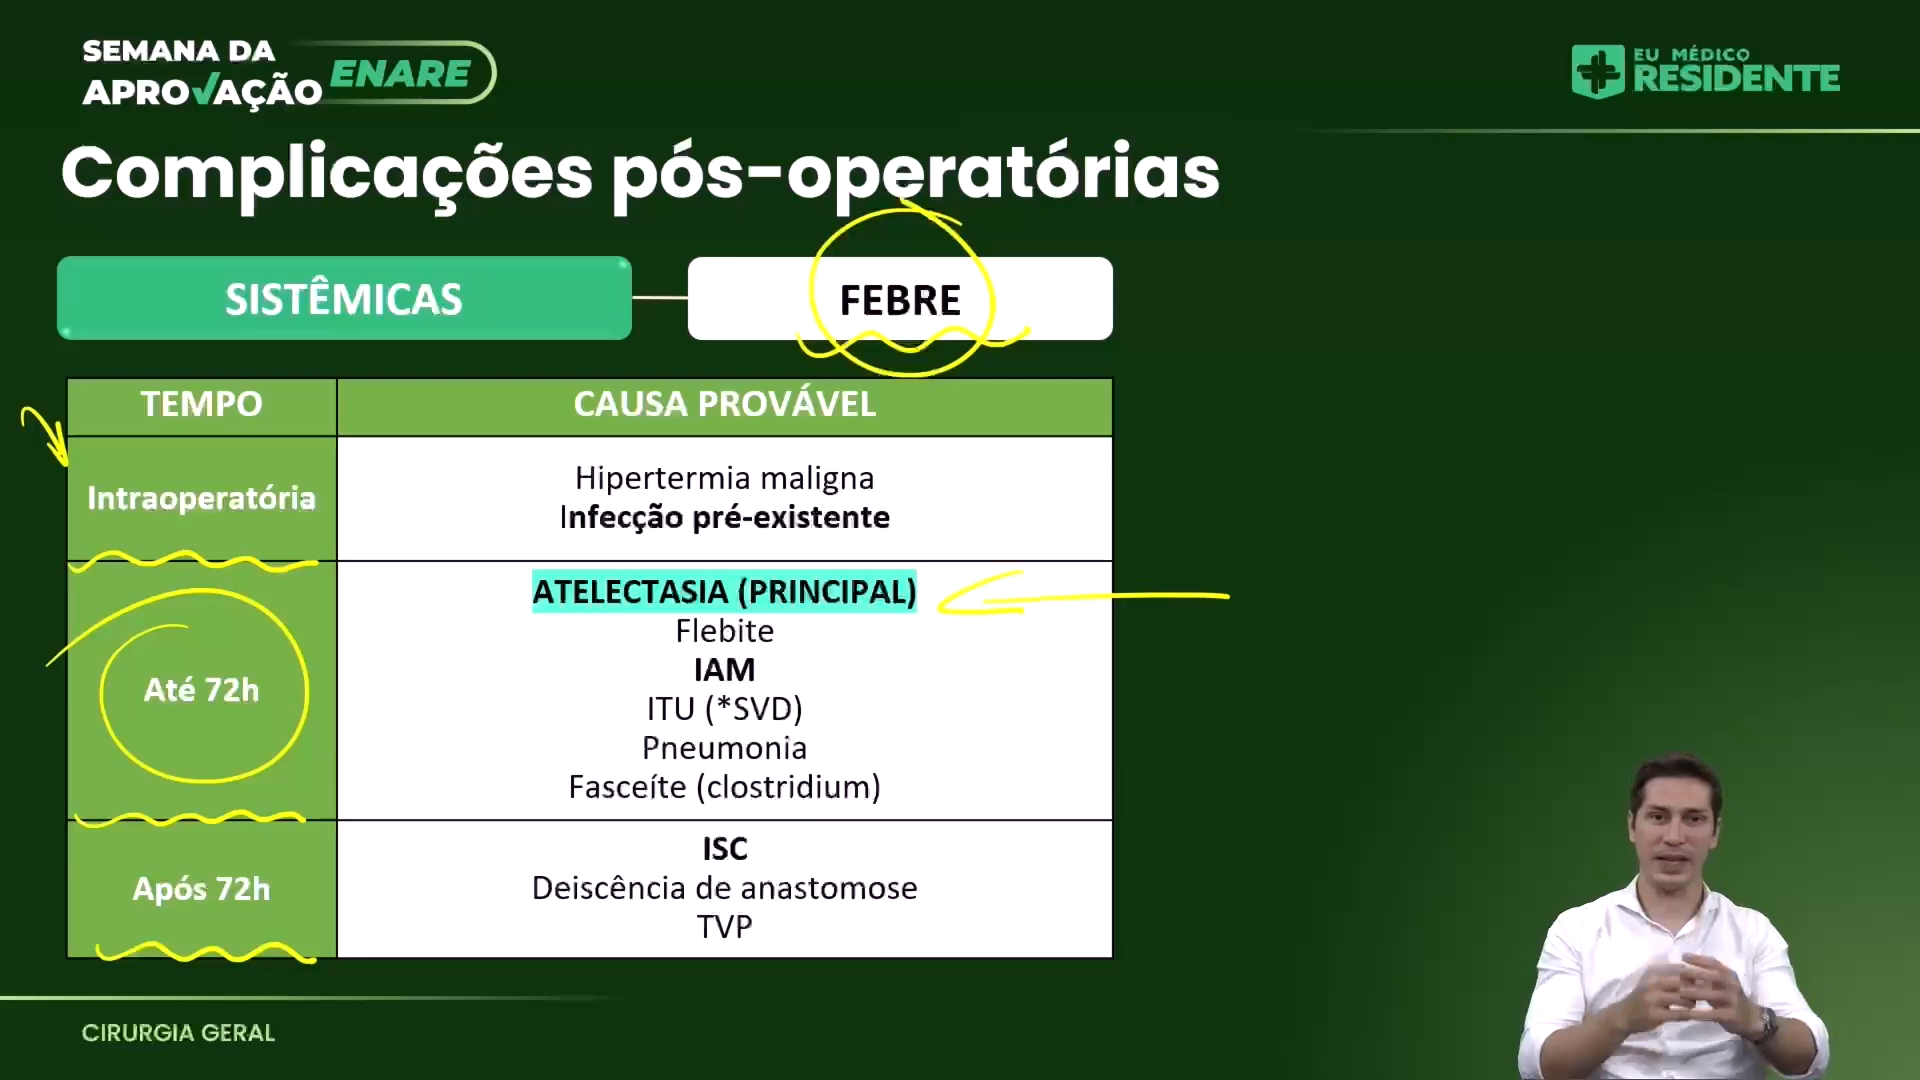 SEMANA DA
APROVAÇÃO ENARE
EU MÉDICO
RESIDENTE
Complicações pós-operatórias
SISTÊMICAS
FEBRE
TEMPO
CAUSA PROVÁVEL
Intraoperatória
Hipertermia maligna
Infecção pré-existente
Até 72h
ATELECTASIA (PRINCIPAL)
Flebite
IAM
ITU (*SVD)
Pneumonia
Fasceíte (clostridium)
Após 72h
ISC
Deiscência de anastomose
TVP
CIRURGIA GERAL